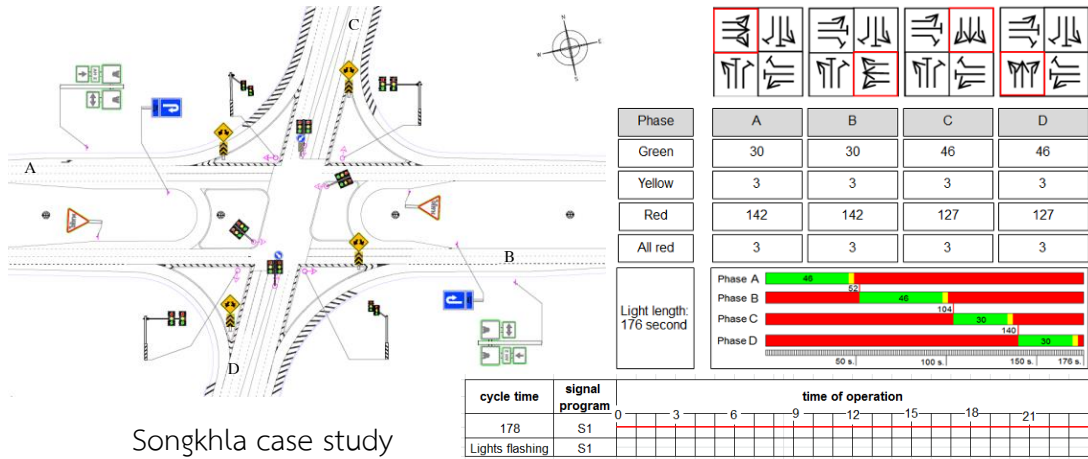 C
A
B
D
Songkhla case study
Phase A B C D
Green 30 30 46 46
Yellow 3 3 3 3
Red 142 142 127 127
All red 3 3 3 3
Light length:
176 second
Phase A 46
52
Phase B 46
104
Phase C 30
140
Phase D 30
50 s. 100 s. 150 s. 176 s.
cycle time signal program time of operation
0 3 6 9 12 15 18 21
178 S1
Lights flashing S1